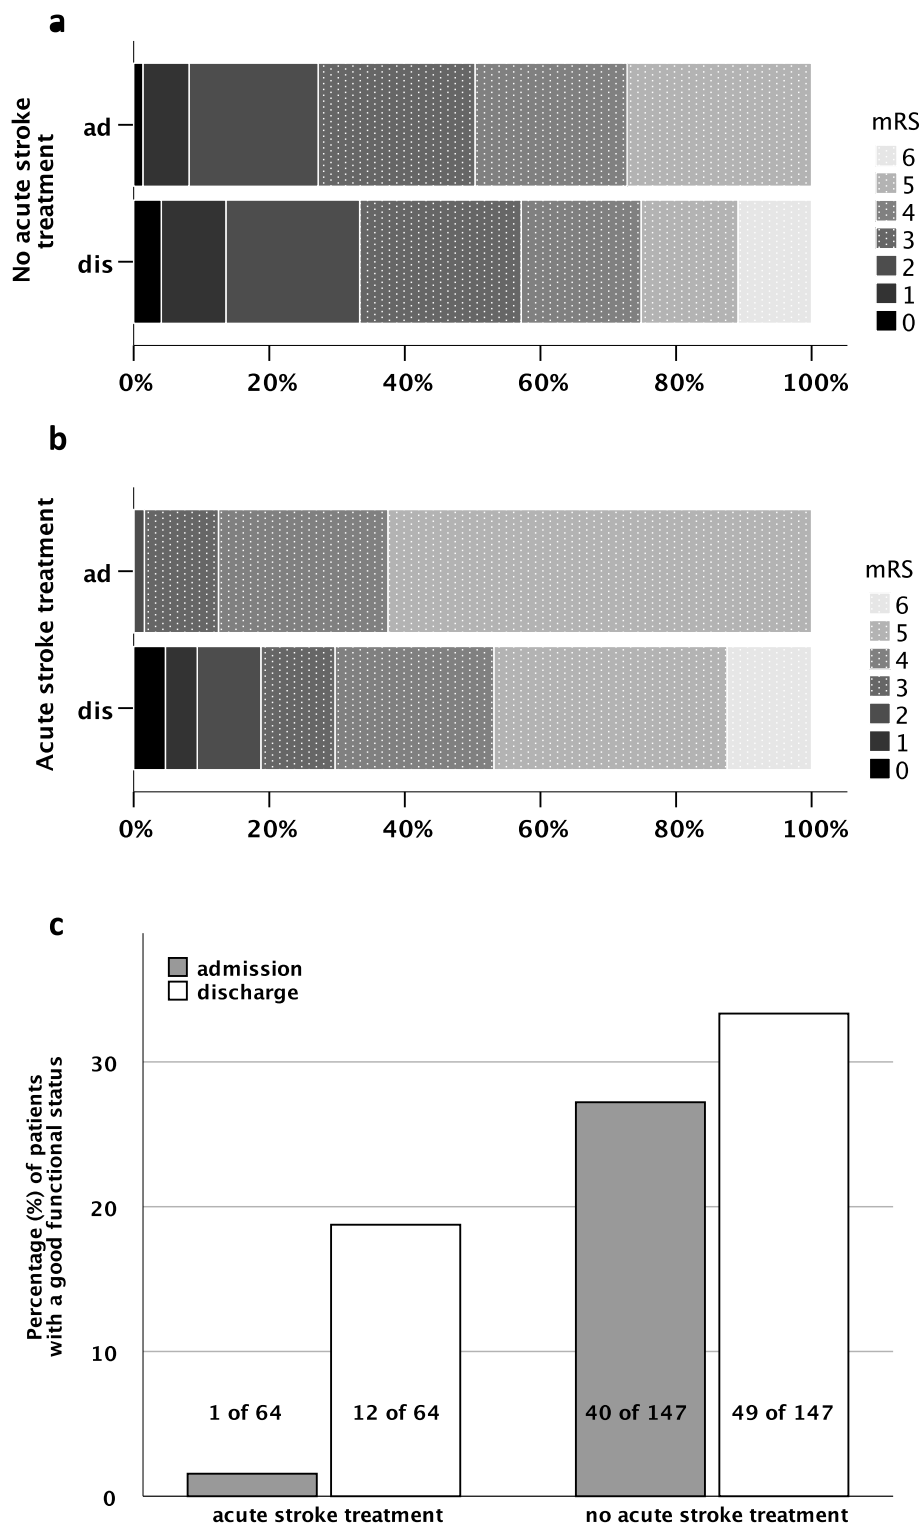 a
No acute stroke
treatment
ad
dis
0% 20% 40% 60% 80% 100%
mRS
6
5
4
3
2
1
0
b
Acute stroke treatment
ad
dis
0% 20% 40% 60% 80% 100%
mRS
6
5
4
3
2
1
0
c
Percentage (%) of patients
with a good functional status
admission
discharge
30
20
10
0
1 of 64
12 of 64
40 of 147
49 of 147
acute stroke treatment
no acute stroke treatment